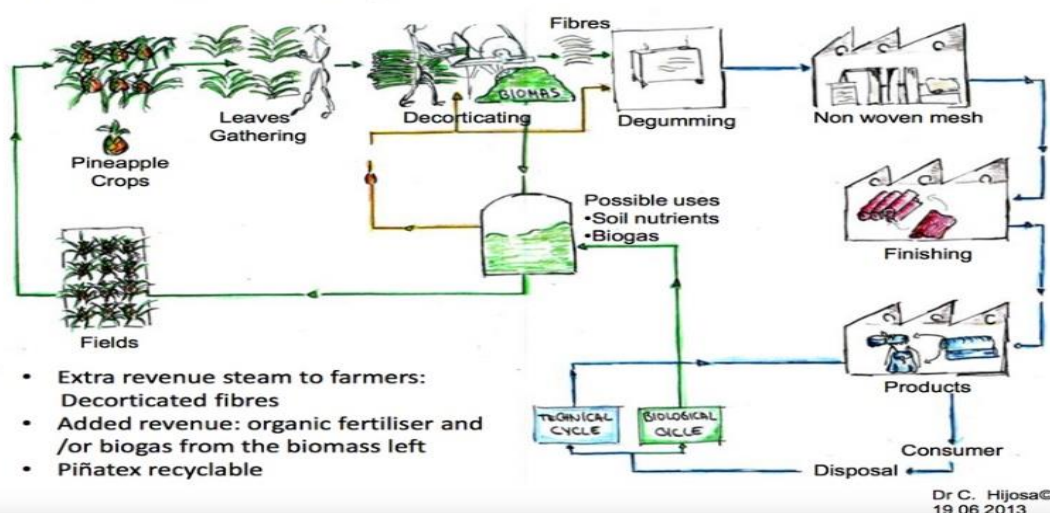 Fibres
BIOMAS
Leaves
Gathering
Decorticating
Degumming
Non woven mesh
Pineapple
Crops
Possible uses
•Soil nutrients
•Biogas
Finishing
Fields
Products
• Extra revenue steam to farmers:
Decorticated fibres
• Added revenue: organic fertiliser and
/or biogas from the biomass left
• Piñatex recyclable
TECHNICAL
CYCLE
BIOLOGICAL
CICLE
Consumer
Disposal
Dr C. Hijosa©
19.06.2013